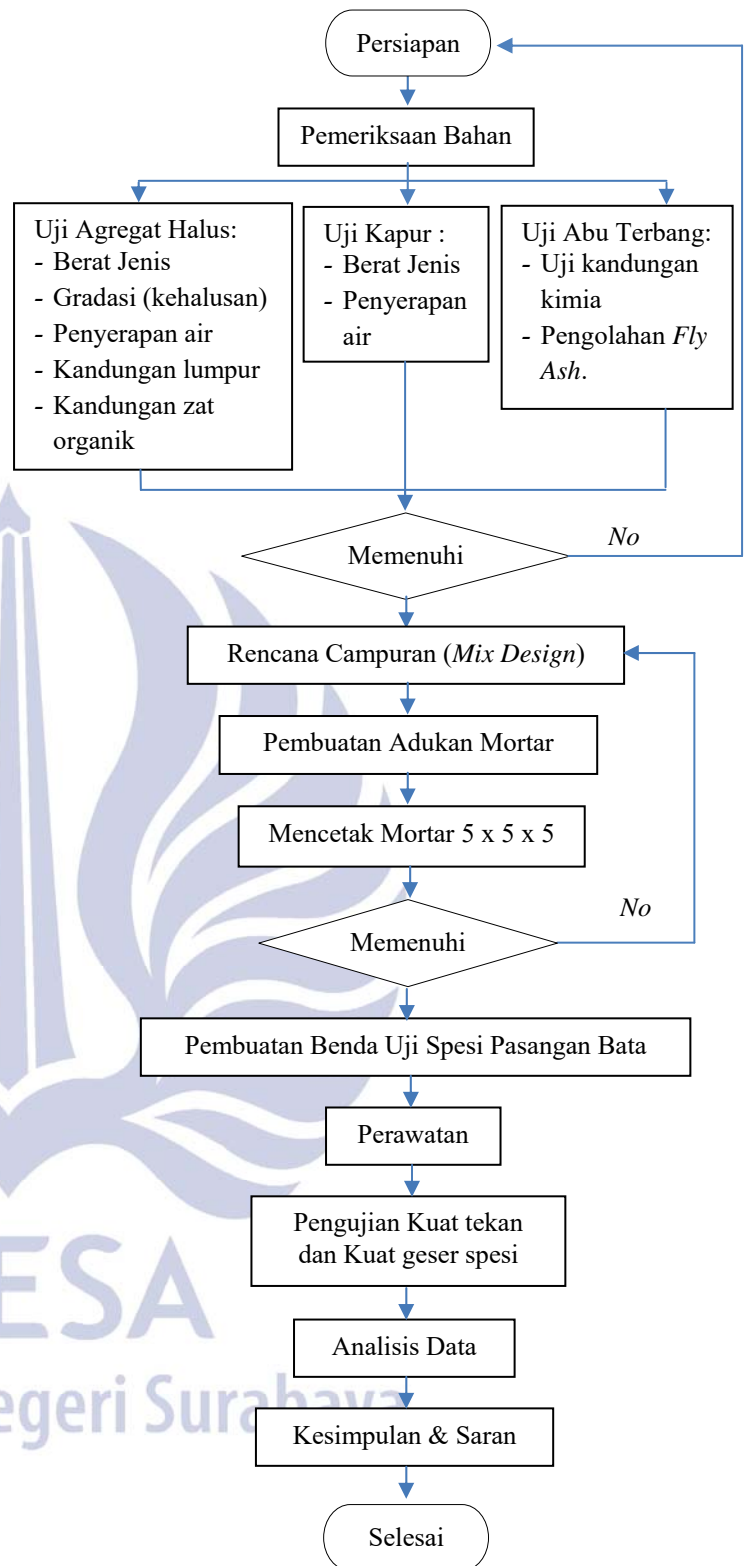 Persiapan
Pemeriksaan Bahan
Uji Agregat Halus:
- Berat Jenis
- Gradasi (kehalusan)
- Penyerapan air
- Kandungan lumpur
- Kandungan zat
organik
Uji Kapur :
- Berat Jenis
- Penyerapan
air
Uji Abu Terbang:
- Uji kandungan
kimia
- Pengolahan Fly
Ash.
Memenuhi
No
Rencana Campuran (Mix Design)
Pembuatan Adukan Mortar
Mencetak Mortar 5 x 5 x 5
Memenuhi
No
Pembuatan Benda Uji Spesi Pasangan Bata
Perawatan
Pengujian Kuat tekan
dan Kuat geser spesi
ESA
Analisis Data
egeri Surabaya
Kesimpulan & Saran
Selesai